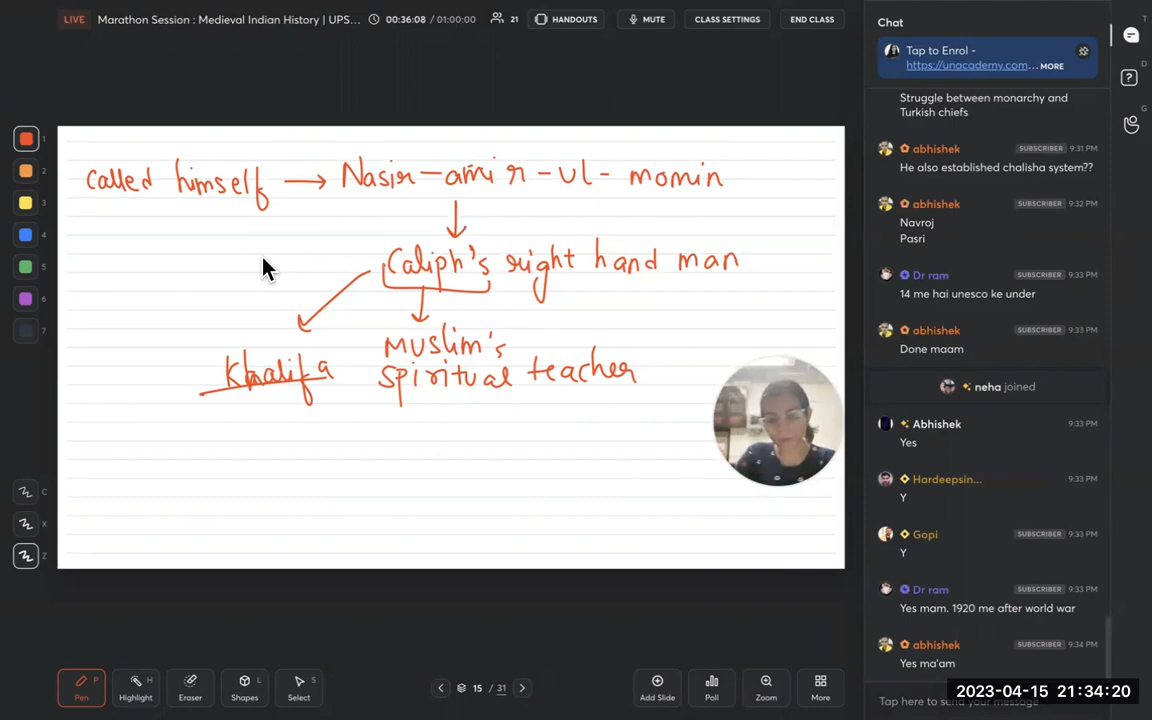 LIVE Marathon Session : Medieval Indian History | UPS... 00:36:08 / 01:00:00 21 HANDOUTS MUTE CLASS SETTINGS END CLASS
called himself → Nasir-amir-ul-momin
Caliph's right hand man
Khalifa
Muslim's
spiritual teacher
1
2
3
4
5
6
7
C
X
Z
Pen P
Highlight H
Eraser E
Shapes L
Select S
15 / 31
Add Slide
Poll
Zoom
More
Chat
Tap to Enrol -
https://unacademy.com... MORE
Struggle between monarchy and
Turkish chiefs
abhishek SUBSCRIBER 9:31 PM
He also established chalisha system??
abhishek SUBSCRIBER 9:32 PM
Navroj
Pasri
Dr ram SUBSCRIBER 9:33 PM
14 me hai unesco ke under
abhishek SUBSCRIBER 9:33 PM
Done maam
neha joined
Abhishek 9:33 PM
Yes
Hardeepsin... 9:33 PM
Y
Gopi SUBSCRIBER 9:33 PM
Y
Dr ram SUBSCRIBER 9:33 PM
Yes mam. 1920 me after world war
abhishek SUBSCRIBER 9:34 PM
Yes ma'am
Tap here to send your message
2023-04-15 21:34:20
T
D
G